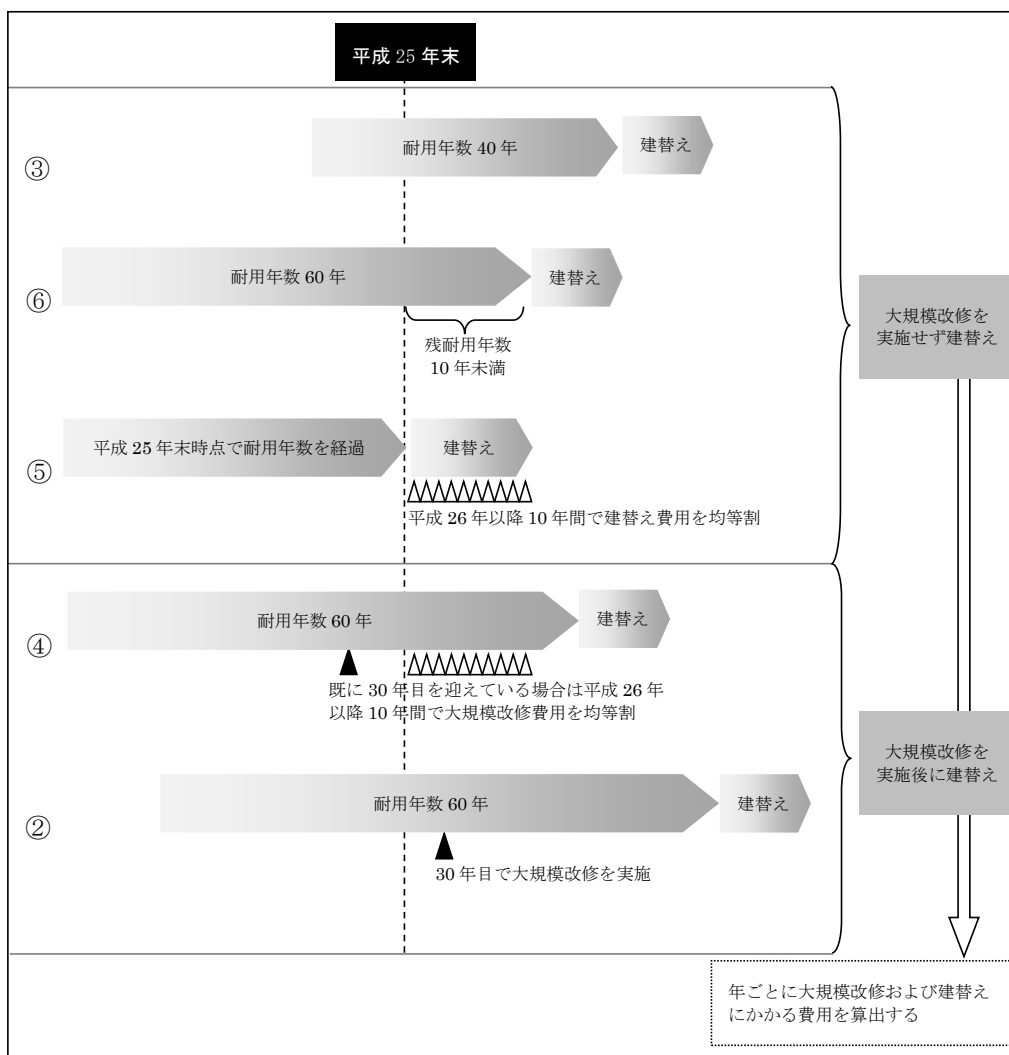 平成 25 年末
③
耐用年数 40 年
建替え
⑥
耐用年数 60 年
建替え
残耐用年数
10 年未満
大規模改修を
実施せず建替え
⑤
平成 25 年末時点で耐用年数を経過
建替え
平成 26 年以降 10 年間で建替え費用を均等割
④
耐用年数 60 年
建替え
既に 30 年目を迎えている場合は平成 26 年
以降 10 年間で大規模改修費用を均等割
大規模改修を
実施後に建替え
②
耐用年数 60 年
建替え
30 年目で大規模改修を実施
年ごとに大規模改修および建替え
にかかる費用を算出する